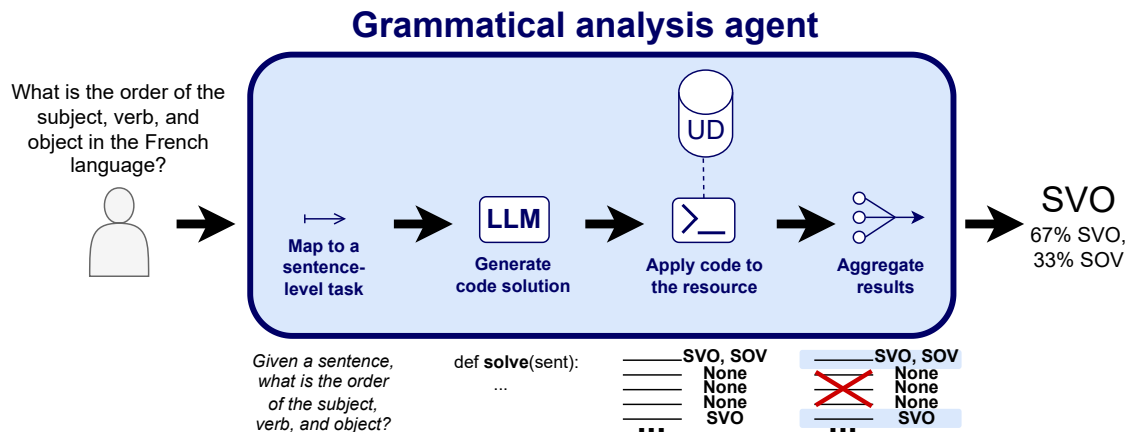 Grammatical analysis agent
What is the order of the
subject, verb, and
object in the French
language?
UD
LLM
>_
Map to a
sentence-
level task
Generate
code solution
Apply code to
the resource
Aggregate
results
SVO
67% SVO,
33% SOV
Given a sentence,
what is the order
of the subject,
verb, and object?
def solve(sent):
...
SVO, SOV
None
None
None
SVO
...
SVO, SOV
None
None
None
SVO
...